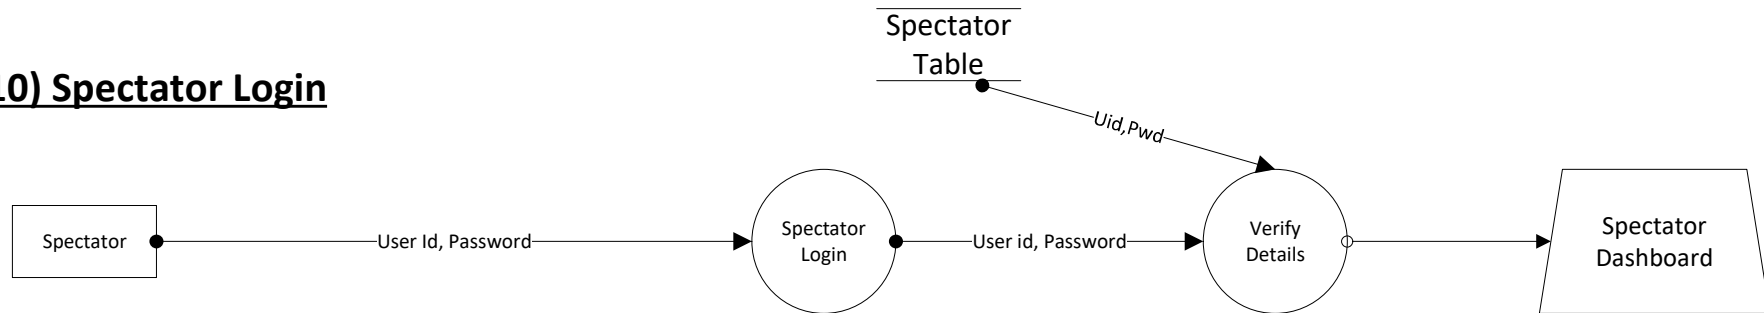 10) Spectator Login
Spectator
Table
Uid,Pwd
Spectator
User Id, Password
Spectator
Login
User id, Password
Verify
Details
Spectator
Dashboard